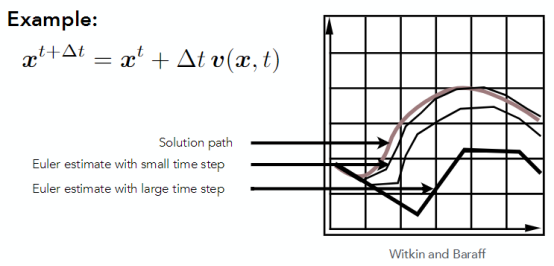 Example:
x^{t+Δt} = x^t + Δt v(x, t)
Solution path
Euler estimate with small time step
Euler estimate with large time step
Witkin and Baraff